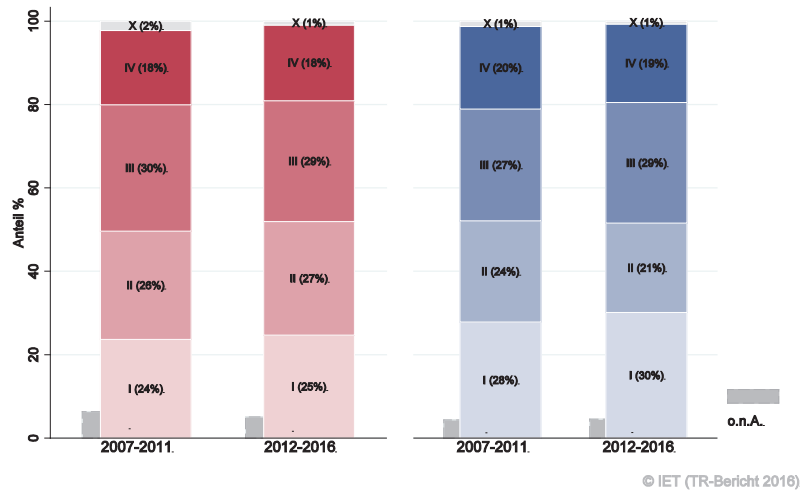 100
80
60
40
20
0
Anteil %
X (2%).
IV (18%).
III (30%).
II (26%).
I (24%).
2007-2011.
X (1%).
IV (18%).
III (29%).
II (27%).
I (25%).
2012-2016.
X (1%).
IV (20%).
III (27%).
II (24%).
I (28%).
2007-2011.
X (1%).
IV (19%).
III (29%).
II (21%).
I (30%).
2012-2016.
o.n.A..
© IET (TR-Bericht 2016)